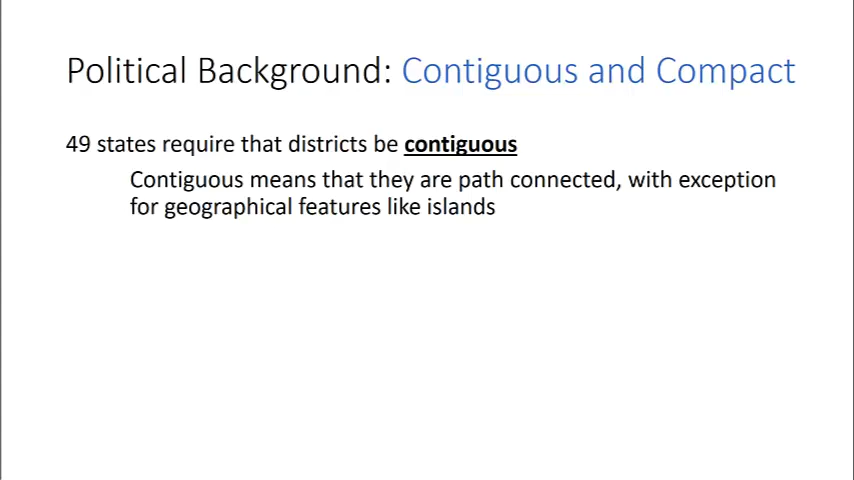 Political Background: Contiguous and Compact
49 states require that districts be contiguous
Contiguous means that they are path connected, with exception
for geographical features like islands